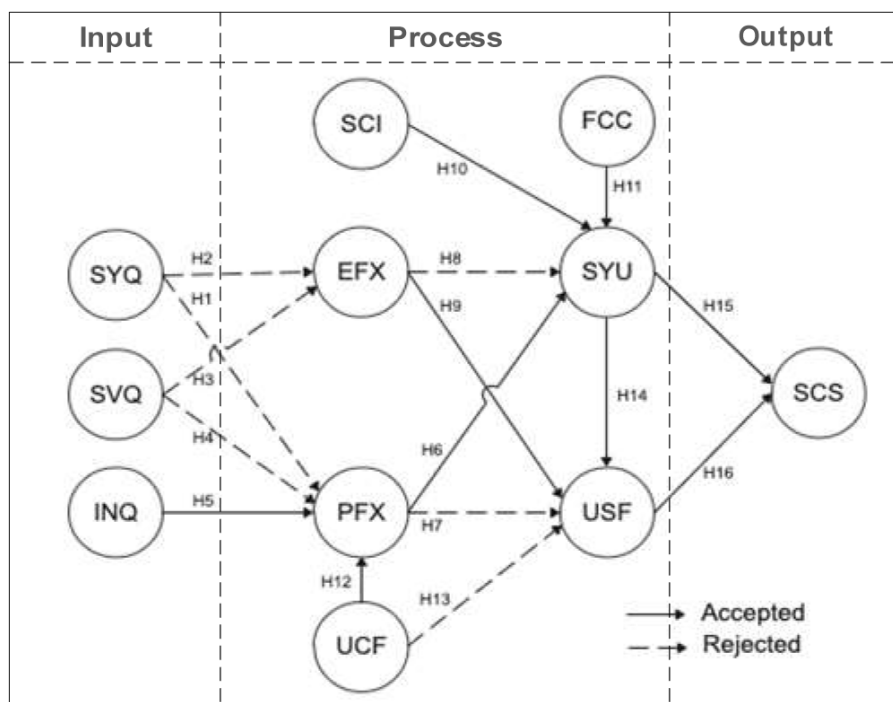 Input Process Output
SCI FCC
H10
H11
SYQ H2 EFX H8 SYU
H1 H9
H15
SVQ H3 H14 SCS
H4
H6
H16
INQ H5 PFX H7 USF
H12 H13
UCF
Accepted
Rejected